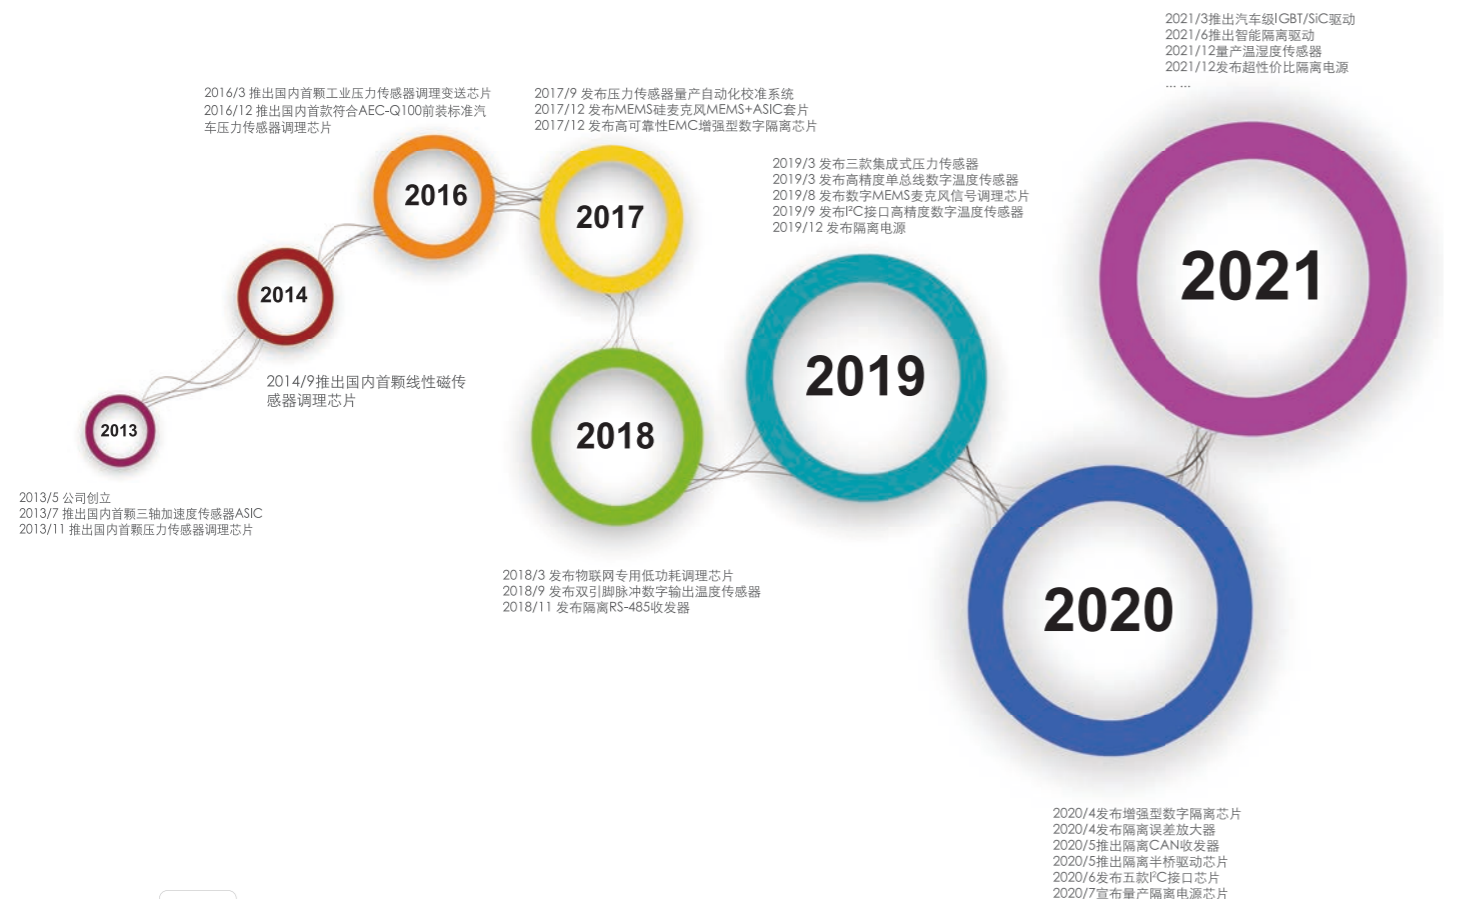 2013
2013/5 公司创立
2013/7 推出国内首颗三轴加速度传感器ASIC
2013/11 推出国内首颗压力传感器调理芯片
2014
2014/9推出国内首颗线性磁传
感器调理芯片
2016/3 推出国内首颗工业压力传感器调理变送芯片
2016/12 推出国内首款符合AEC-Q100前装标准汽
车压力传感器调理芯片
2016
2017/9 发布压力传感器量产自动化校准系统
2017/12 发布MEMS硅麦克风MEMS+ASIC套片
2017/12 发布高可靠性EMC增强型数字隔离芯片
2017
2018
2018/3 发布物联网专用低功耗调理芯片
2018/9 发布双引脚脉冲数字输出温度传感器
2018/11 发布隔离RS-485收发器
2019/3 发布三款集成式压力传感器
2019/3 发布高精度单总线数字温度传感器
2019/8 发布数字MEMS麦克风信号调理芯片
2019/9 发布I²C接口高精度数字温度传感器
2019/12 发布隔离电源
2019
2020
2020/4发布增强型数字隔离芯片
2020/4发布隔离误差放大器
2020/5推出隔离CAN收发器
2020/5推出隔离半桥驱动芯片
2020/6发布五款I²C接口芯片
2020/7宣布量产隔离电源芯片
2021/3推出汽车级IGBT/SiC驱动
2021/6推出智能隔离驱动
2021/12量产温湿度传感器
2021/12发布超性价比隔离电源
... ...
2021